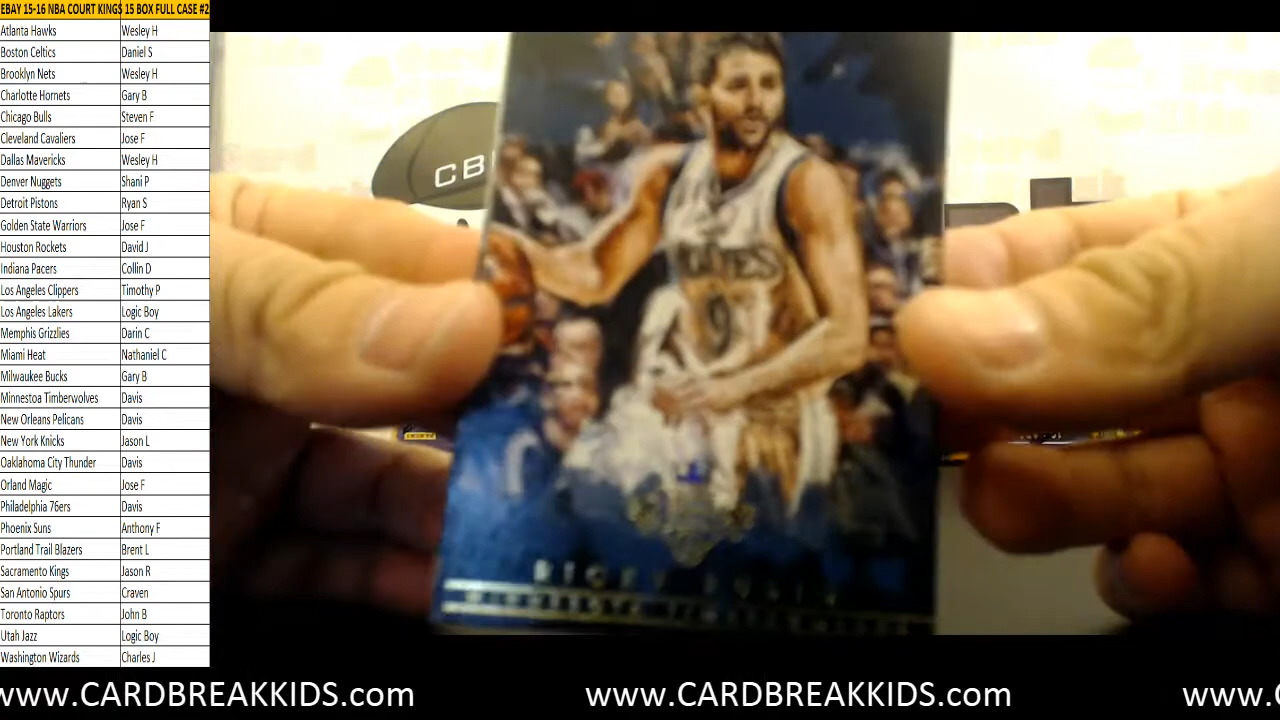 EBAY 15-16 NBA COURT KINGS 15 BOX FULL CASE #2
Atlanta Hawks Wesley H
Boston Celtics Daniel S
Brooklyn Nets Wesley H
Charlotte Hornets Gary B
Chicago Bulls Steven F
Cleveland Cavaliers Jose F
Dallas Mavericks Wesley H
Denver Nuggets Shani P
Detroit Pistons Ryan S
Golden State Warriors Jose F
Houston Rockets David J
Indiana Pacers Collin D
Los Angeles Clippers Timothy P
Los Angeles Lakers Logic Boy
Memphis Grizzlies Darin C
Miami Heat Nathaniel C
Milwaukee Bucks Gary B
Minnestoa Timberwolves Davis
New Orleans Pelicans Davis
New York Knicks Jason L
Oaklahoma City Thunder Davis
Orland Magic Jose F
Philadelphia 76ers Davis
Phoenix Suns Anthony F
Portland Trail Blazers Brent L
Sacramento Kings Jason R
San Antonio Spurs Craven
Toronto Raptors John B
Utah Jazz Logic Boy
Washington Wizards Charles J
CB
9
RICKY RUBIO
MINNESOTA TIMBERWOLVES
www.CARDBREAKKIDS.com www.CARDBREAKKIDS.com www.C